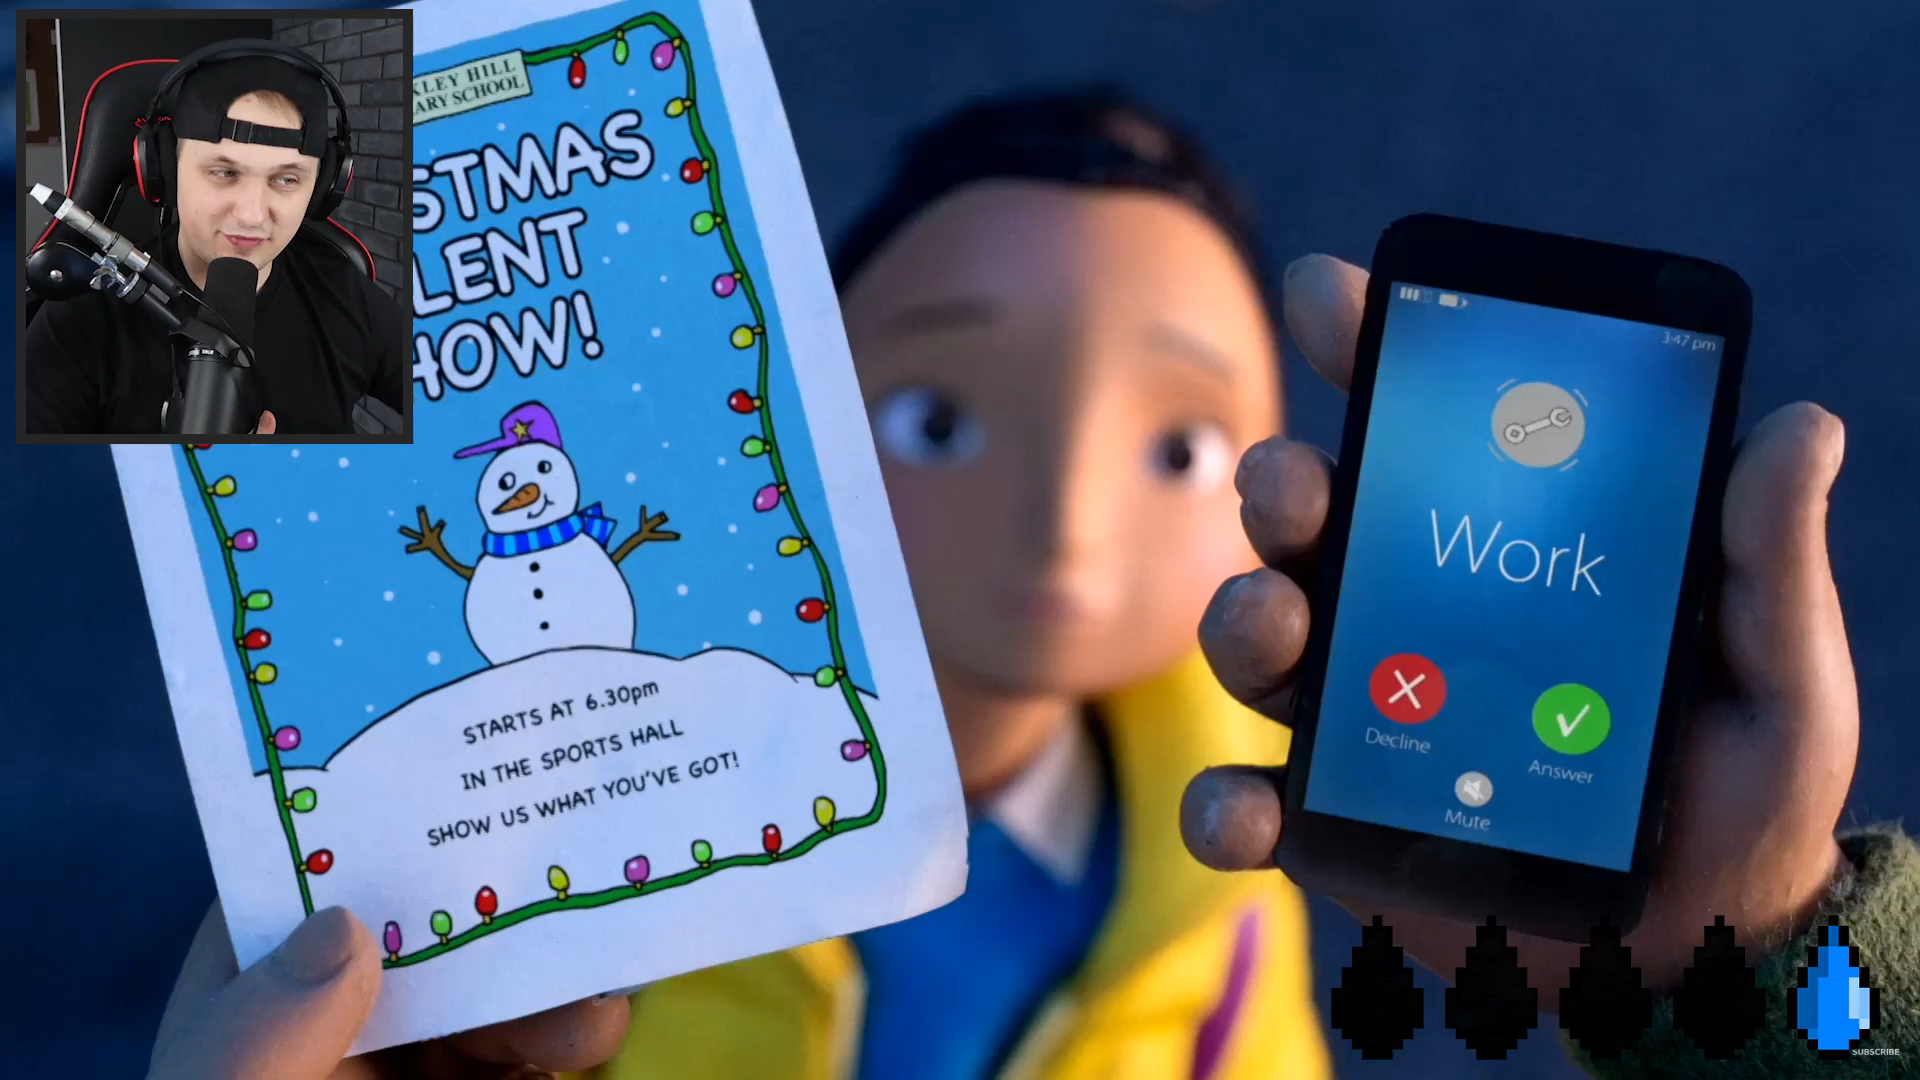 KLEY HILL
ARY SCHOOL
STMAS
LENT
HOW!
STARTS AT 6.30pm
IN THE SPORTS HALL
SHOW US WHAT YOU'VE GOT!
3:47 pm
Work
Decline
Answer
Mute
SUBSCRIBE